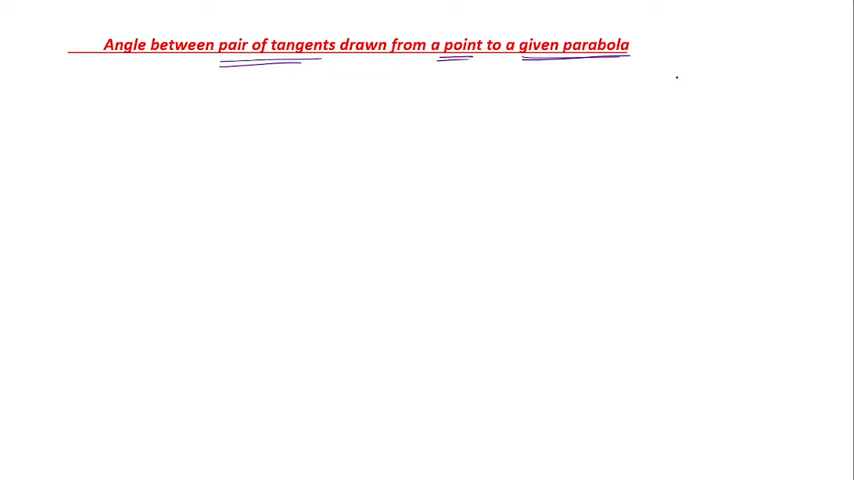 Angle between pair of tangents drawn from a point to a given parabola